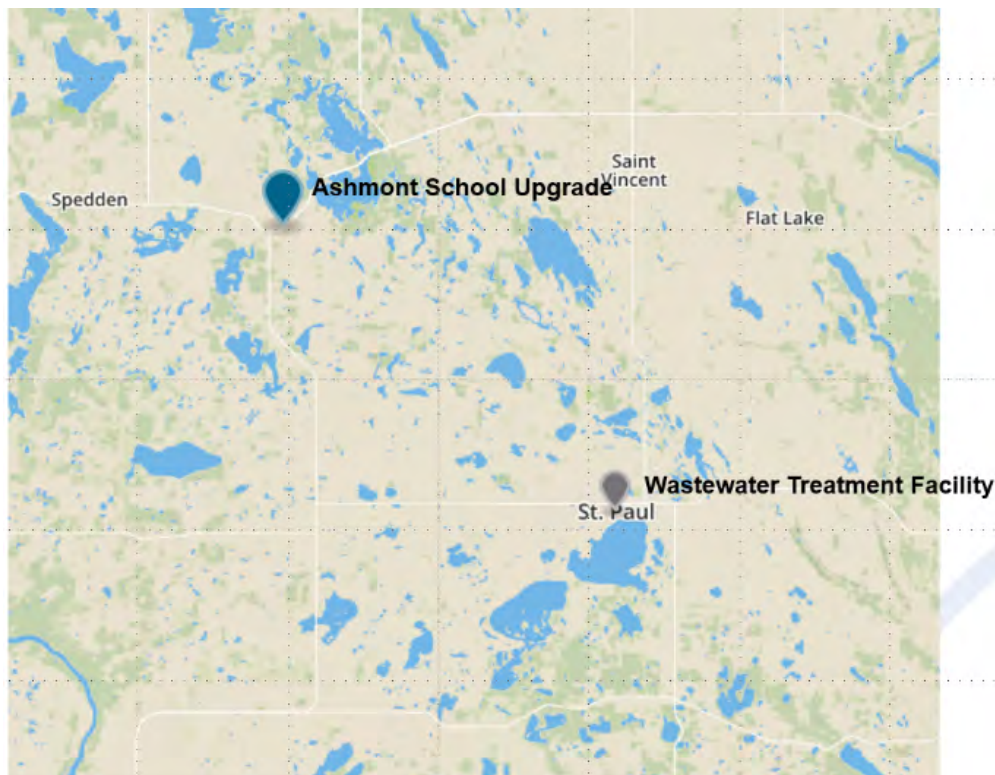 Saint
Vincent
Ashmont School Upgrade
Spedden
Flat Lake
Wastewater Treatment Facility
St. Paul